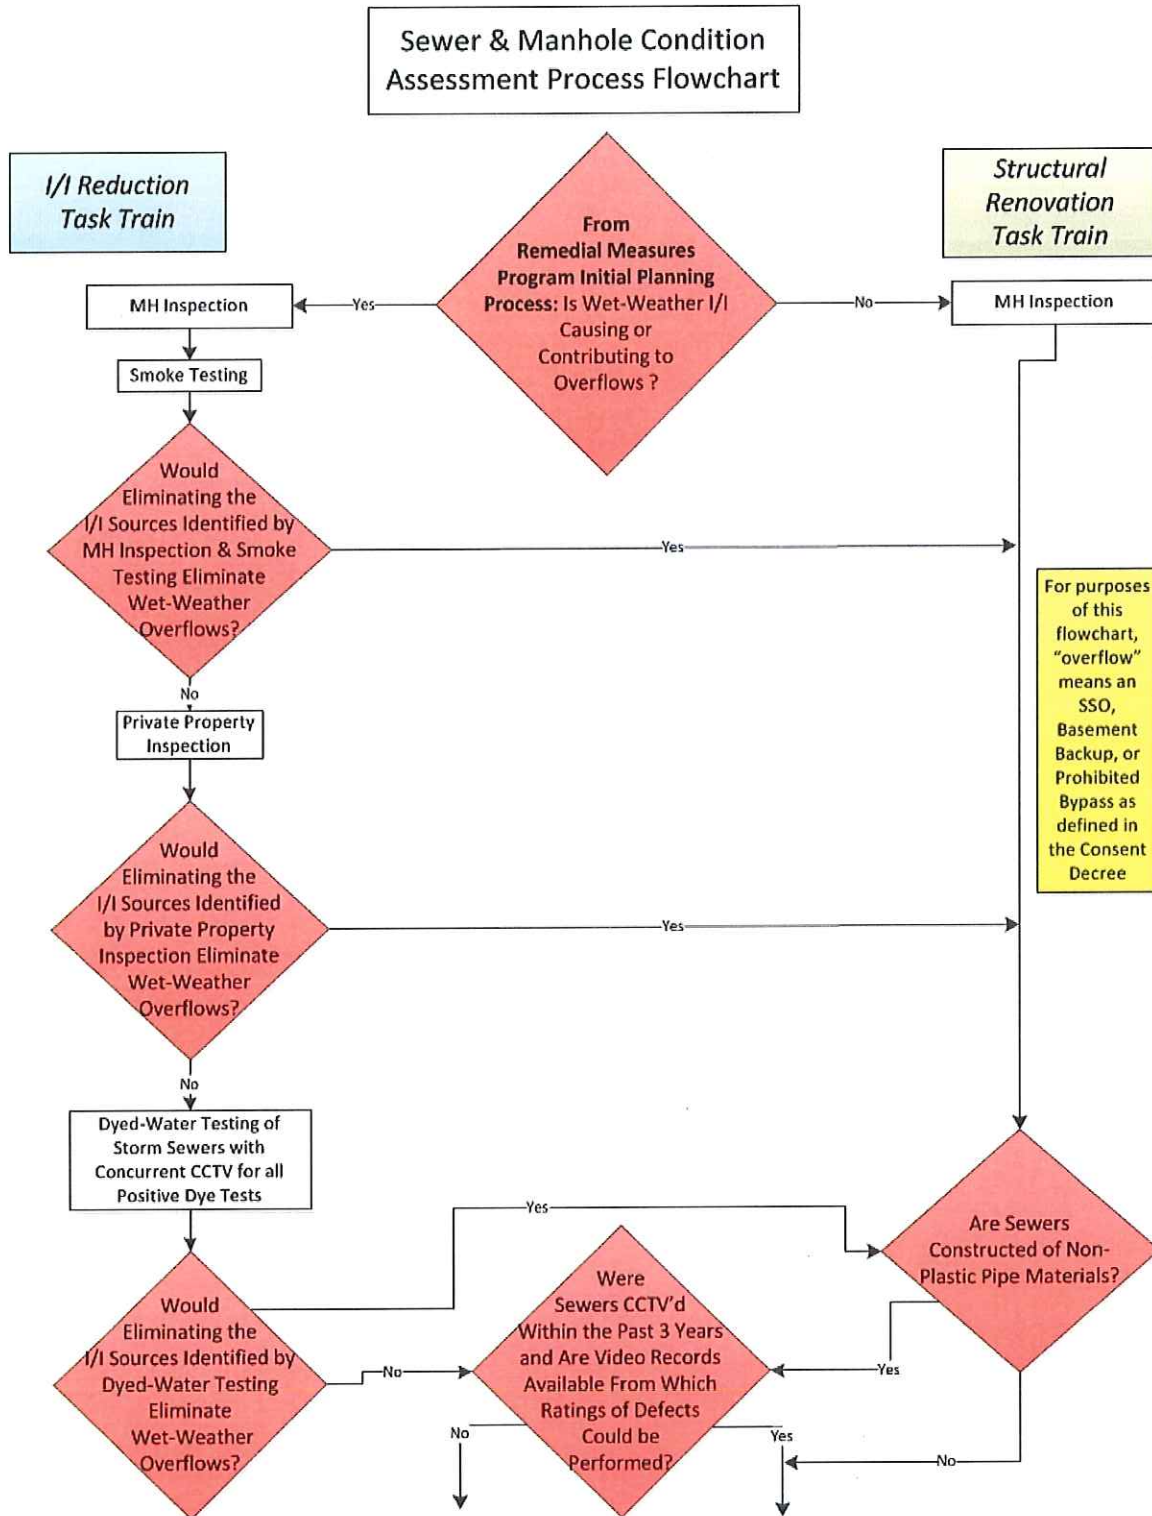 Sewer & Manhole Condition
Assessment Process Flowchart
I/I Reduction
Task Train
Structural
Renovation
Task Train
From
Remedial Measures
Program Initial Planning
Process: Is Wet-Weather I/I
Causing or
Contributing to
Overflows ?
Yes
No
MH Inspection
MH Inspection
Smoke Testing
Would
Eliminating the
I/I Sources Identified by
MH Inspection & Smoke
Testing Eliminate
Wet-Weather
Overflows?
Yes
For purposes
of this
flowchart,
“overflow”
means an
SSO,
Basement
Backup, or
Prohibited
Bypass as
defined in
the Consent
Decree
No
Private Property
Inspection
Would
Eliminating the
I/I Sources Identified
by Private Property
Inspection Eliminate
Wet-Weather
Overflows?
Yes
No
Dyed-Water Testing of
Storm Sewers with
Concurrent CCTV for all
Positive Dye Tests
Yes
Are Sewers
Constructed of Non-
Plastic Pipe Materials?
Would
Eliminating the
I/I Sources Identified by
Dyed-Water Testing
Eliminate
Wet-Weather
Overflows?
No
Were
Sewers CCTV’d
Within the Past 3 Years
and Are Video Records
Available From Which
Ratings of Defects
Could be
Performed?
Yes
No
Yes
No